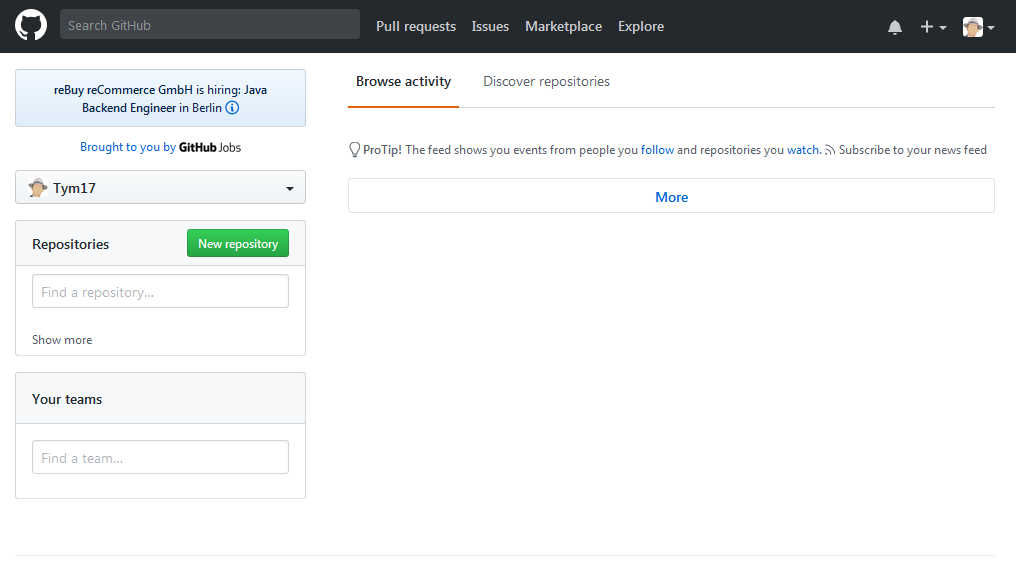 Search GitHub
Pull requests
Issues
Marketplace
Explore
reBuy reCommerce GmbH is hiring: Java
Backend Engineer in Berlin
Brought to you by GitHub Jobs
Tym17
Repositories
New repository
Find a repository...
Show more
Your teams
Find a team...
Browse activity
Discover repositories
ProTip! The feed shows you events from people you follow and repositories you watch. Subscribe to your news feed
More